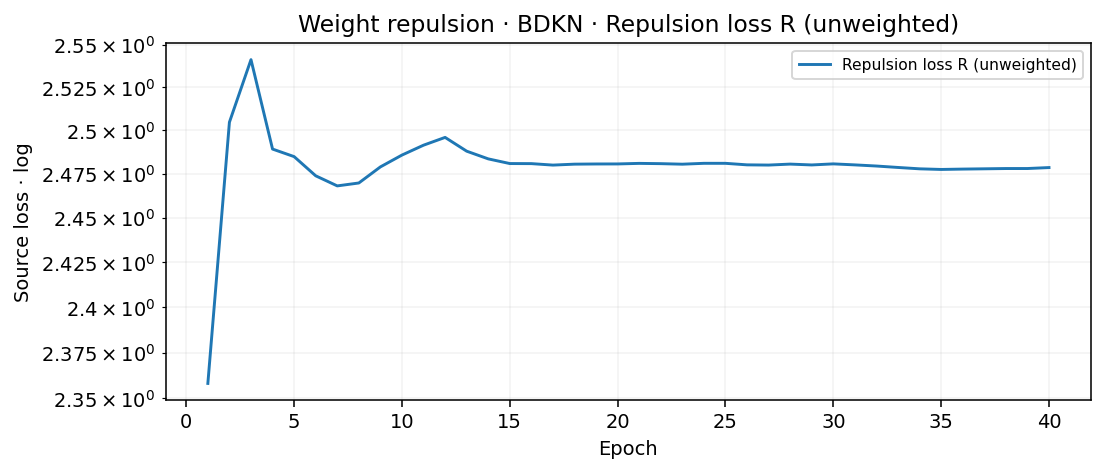 Weight repulsion · BDKN · Repulsion loss R (unweighted)
Repulsion loss R (unweighted)
Source loss · log
2.55 × 10⁰
2.525 × 10⁰
2.5 × 10⁰
2.475 × 10⁰
2.45 × 10⁰
2.425 × 10⁰
2.4 × 10⁰
2.375 × 10⁰
2.35 × 10⁰
0 5 10 15 20 25 30 35 40
Epoch